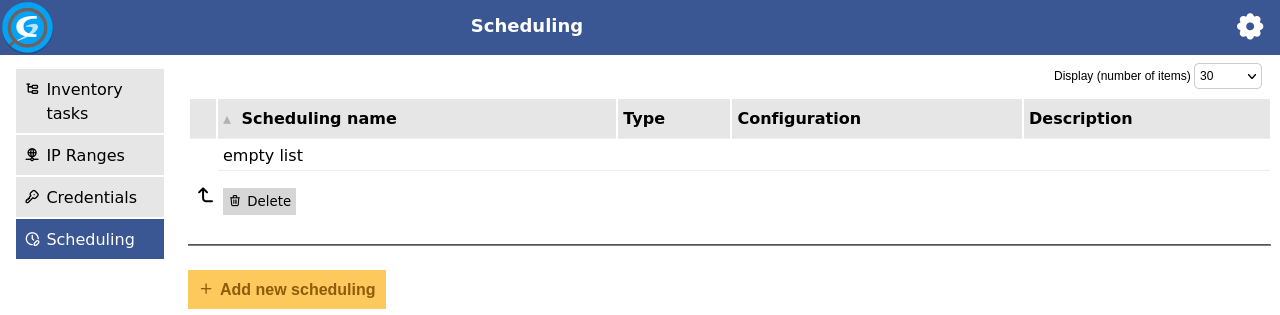 Scheduling
Inventory
tasks
IP Ranges
Credentials
Scheduling
Display (number of items) 30
Scheduling name Type Configuration Description
empty list
Delete
+ Add new scheduling